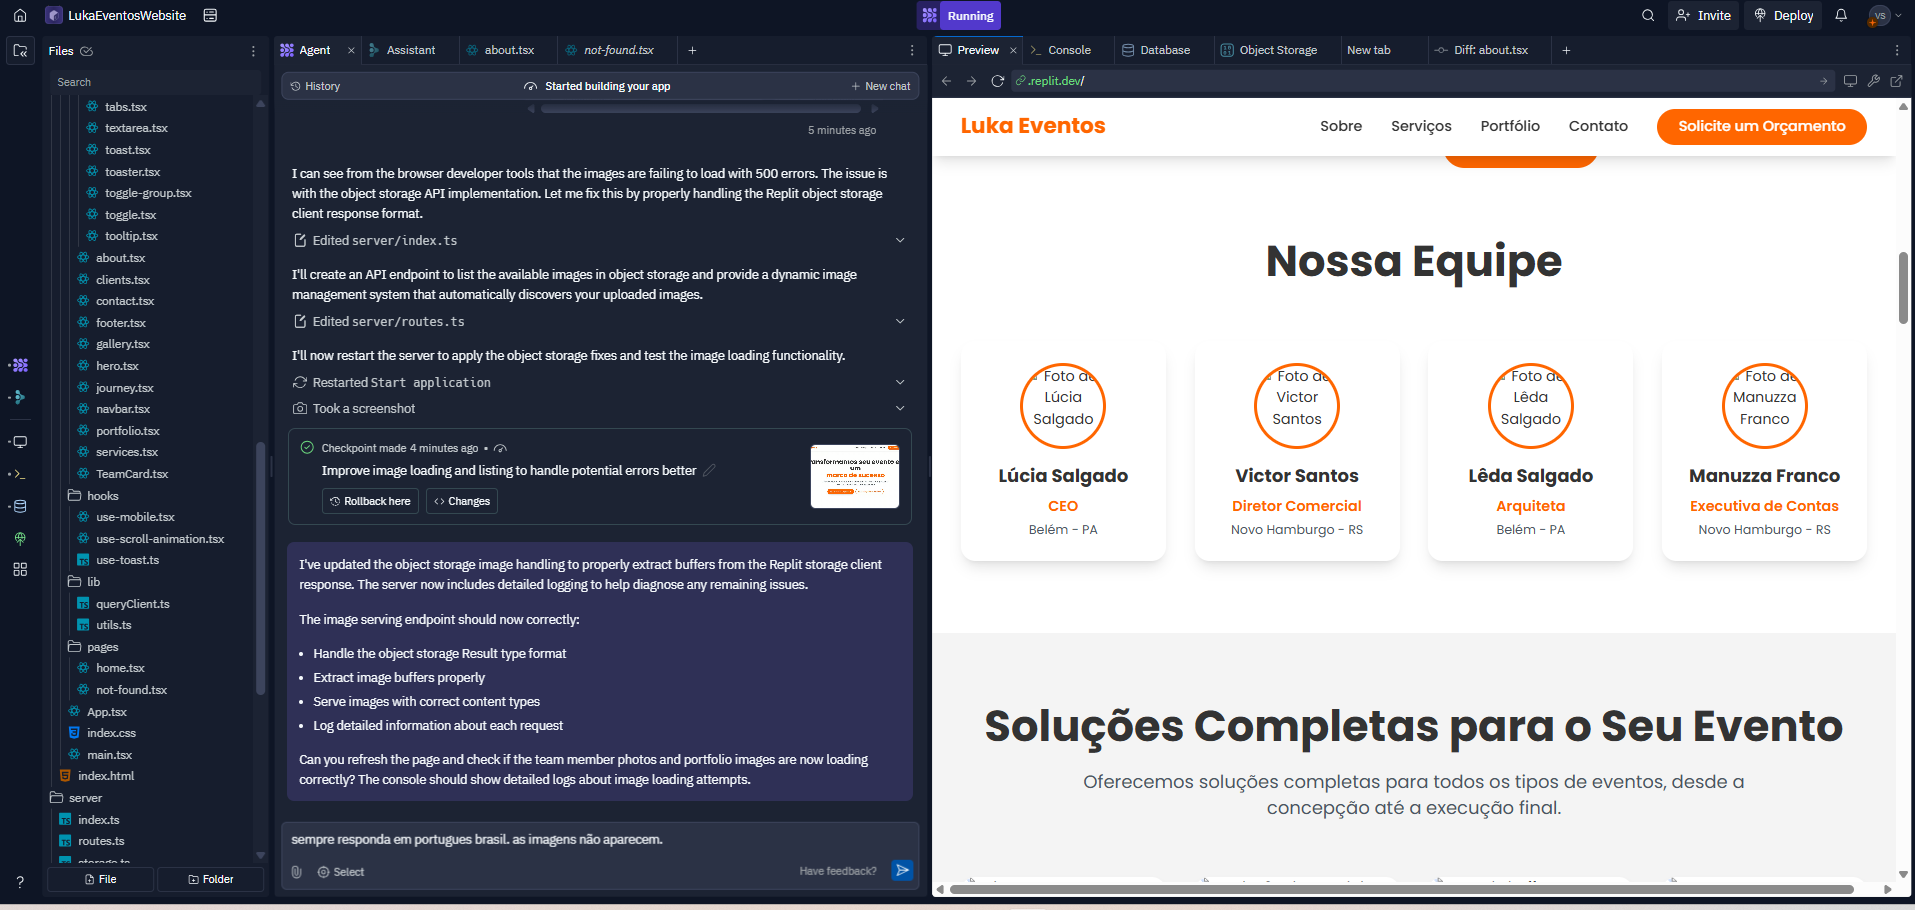 LukaEventosWebsite
Running
Invite
Deploy
VS
Files
Search
tabs.tsx
textarea.tsx
toast.tsx
toaster.tsx
toggle-group.tsx
toggle.tsx
tooltip.tsx
about.tsx
clients.tsx
contact.tsx
footer.tsx
gallery.tsx
hero.tsx
journey.tsx
navbar.tsx
portfolio.tsx
services.tsx
TeamCard.tsx
hooks
use-mobile.tsx
use-scroll-animation.tsx
use-toast.ts
lib
queryClient.ts
utils.ts
pages
home.tsx
not-found.tsx
App.tsx
index.css
main.tsx
index.html
server
index.ts
routes.ts
storage.ts
File
Folder
Agent
Assistant
about.tsx
not-found.tsx
History
Started building your app
New chat
5 minutes ago
I can see from the browser developer tools that the images are failing to load with 500 errors. The issue is
with the object storage API implementation. Let me fix this by properly handling the Replit object storage
client response format.
Edited server/index.ts
I'll create an API endpoint to list the available images in object storage and provide a dynamic image
management system that automatically discovers your uploaded images.
Edited server/routes.ts
I'll now restart the server to apply the object storage fixes and test the image loading functionality.
Restarted Start application
Took a screenshot
Checkpoint made 4 minutes ago •
Improve image loading and listing to handle potential errors better
Rollback here
Changes
I've updated the object storage image handling to properly extract buffers from the Replit storage client
response. The server now includes detailed logging to help diagnose any remaining issues.
The image serving endpoint should now correctly:
• Handle the object storage Result type format
• Extract image buffers properly
• Serve images with correct content types
• Log detailed information about each request
Can you refresh the page and check if the team member photos and portfolio images are now loading
correctly? The console should show detailed logs about image loading attempts.
sempre responda em portugues brasil. as imagens não aparecem.
Select
Have feedback?
Preview
Console
Database
Object Storage
New tab
Diff: about.tsx
.replit.dev/
Luka Eventos
Sobre
Serviços
Portfólio
Contato
Solicite um Orçamento
Nossa Equipe
Foto de
Lúcia
Salgado
Lúcia Salgado
CEO
Belém - PA
Foto de
Victor
Santos
Victor Santos
Diretor Comercial
Novo Hamburgo - RS
Foto de
Lêda
Salgado
Lêda Salgado
Arquiteta
Belém - PA
Foto de
Manuzza
Franco
Manuzza Franco
Executiva de Contas
Novo Hamburgo - RS
Soluções Completas para o Seu Evento
Oferecemos soluções completas para todos os tipos de eventos, desde a
concepção até a execução final.